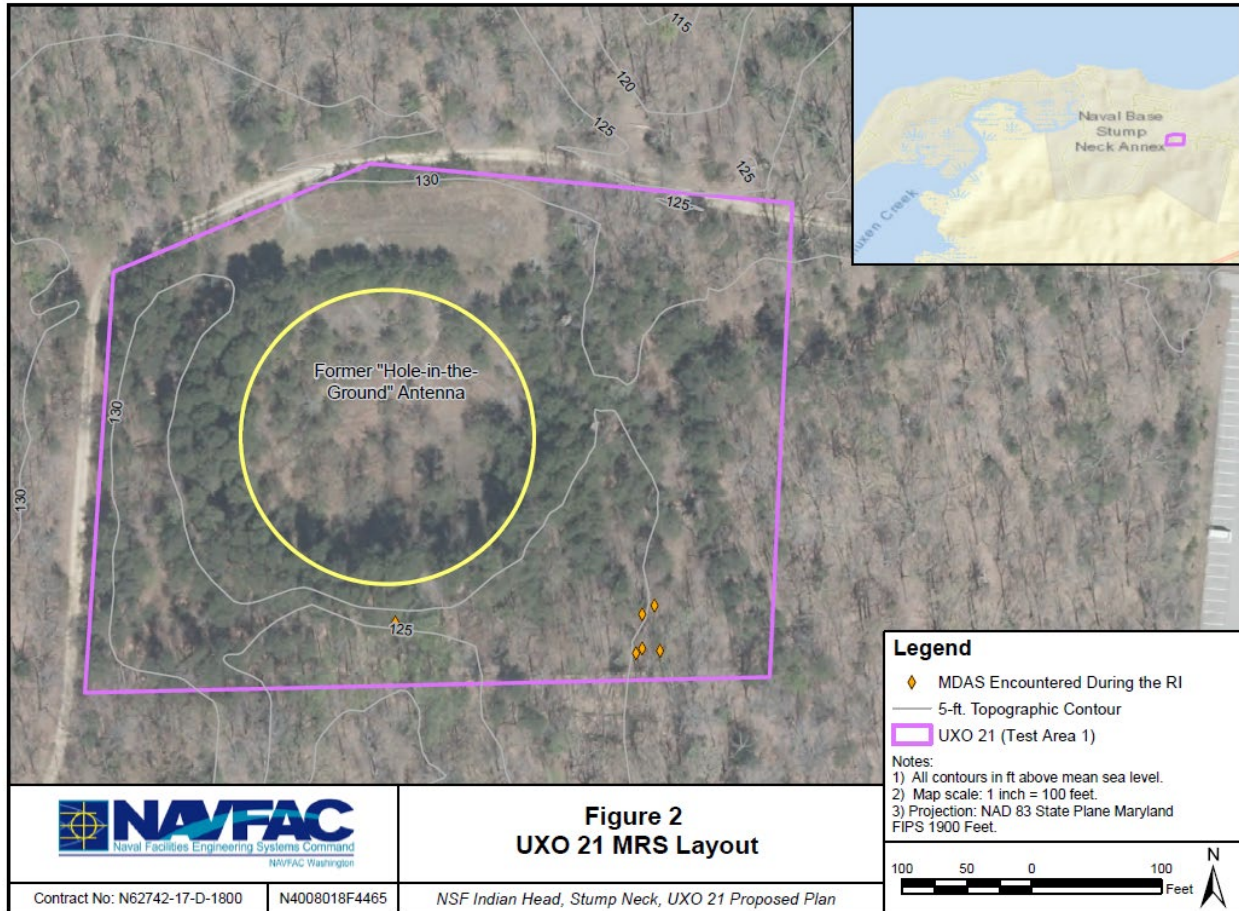 115
120
125
125
130
125
Naval Base
Stump
Neck Annex
uxen Creek
Former "Hole-in-the-
Ground" Antenna
130
130
125
Legend
MDAS Encountered During the RI
5-ft. Topographic Contour
UXO 21 (Test Area 1)
Notes:
1) All contours in ft above mean sea level.
2) Map scale: 1 inch = 100 feet.
3) Projection: NAD 83 State Plane Maryland
FIPS 1900 Feet.
NAVFAC
Naval Facilities Engineering Systems Command
NAVFAC Washington
Figure 2
UXO 21 MRS Layout
100 50 0 100
Feet
N
Contract No: N62742-17-D-1800
N4008018F4465
NSF Indian Head, Stump Neck, UXO 21 Proposed Plan